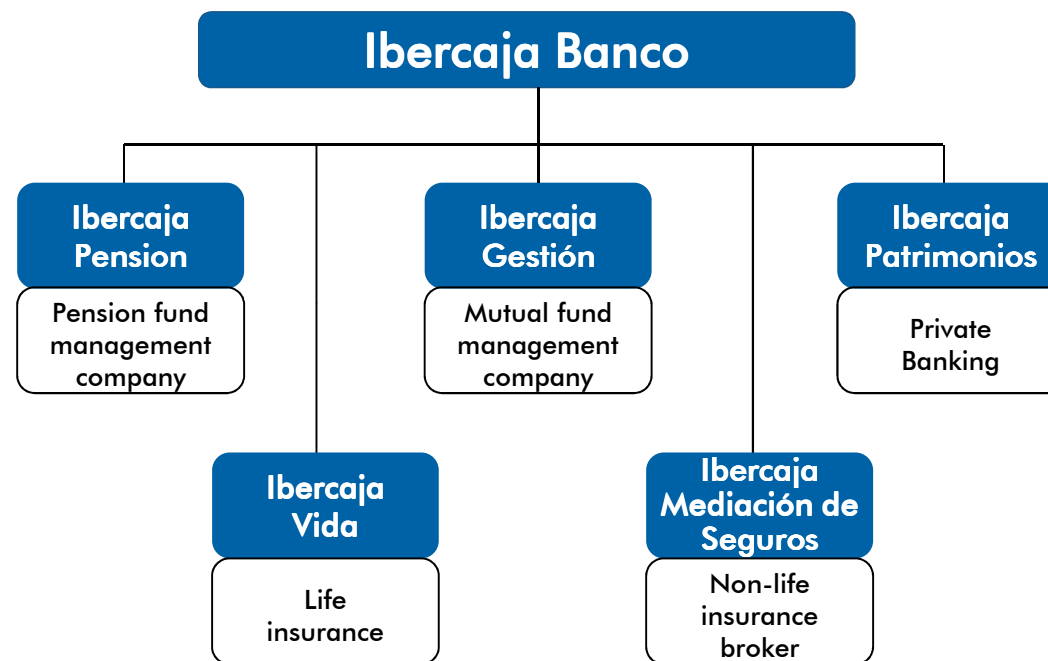 Ibercaja Banco
Ibercaja
Pension
Pension fund
management
company
Ibercaja
Gestión
Mutual fund
management
company
Ibercaja
Patrimonios
Private
Banking
Ibercaja
Vida
Life
insurance
Ibercaja
Mediación de
Seguros
Non-life
insurance
broker